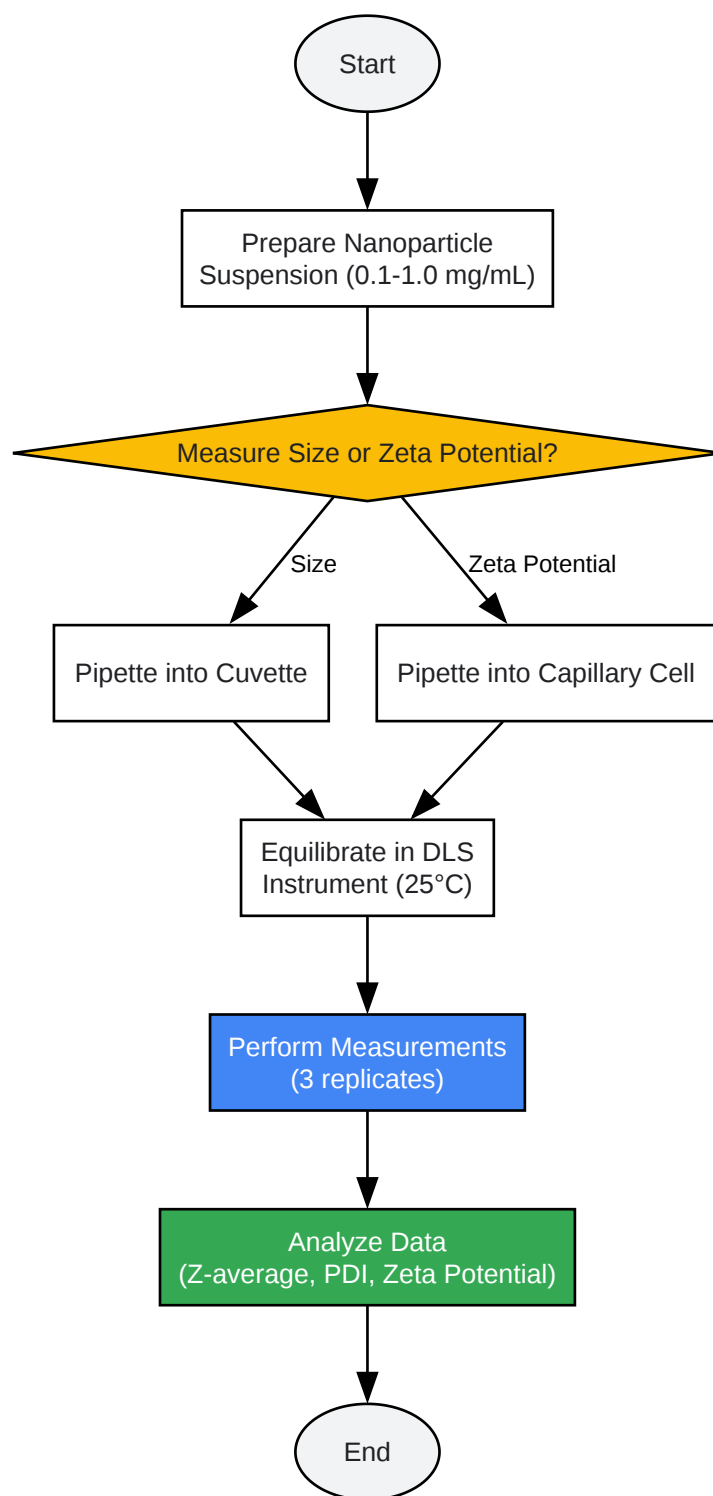 Start
Prepare Nanoparticle
Suspension (0.1-1.0 mg/mL)
Measure Size or Zeta Potential?
Size
Zeta Potential
Pipette into Cuvette
Pipette into Capillary Cell
Equilibrate in DLS
Instrument (25°C)
Perform Measurements
(3 replicates)
Analyze Data
(Z-average, PDI, Zeta Potential)
End